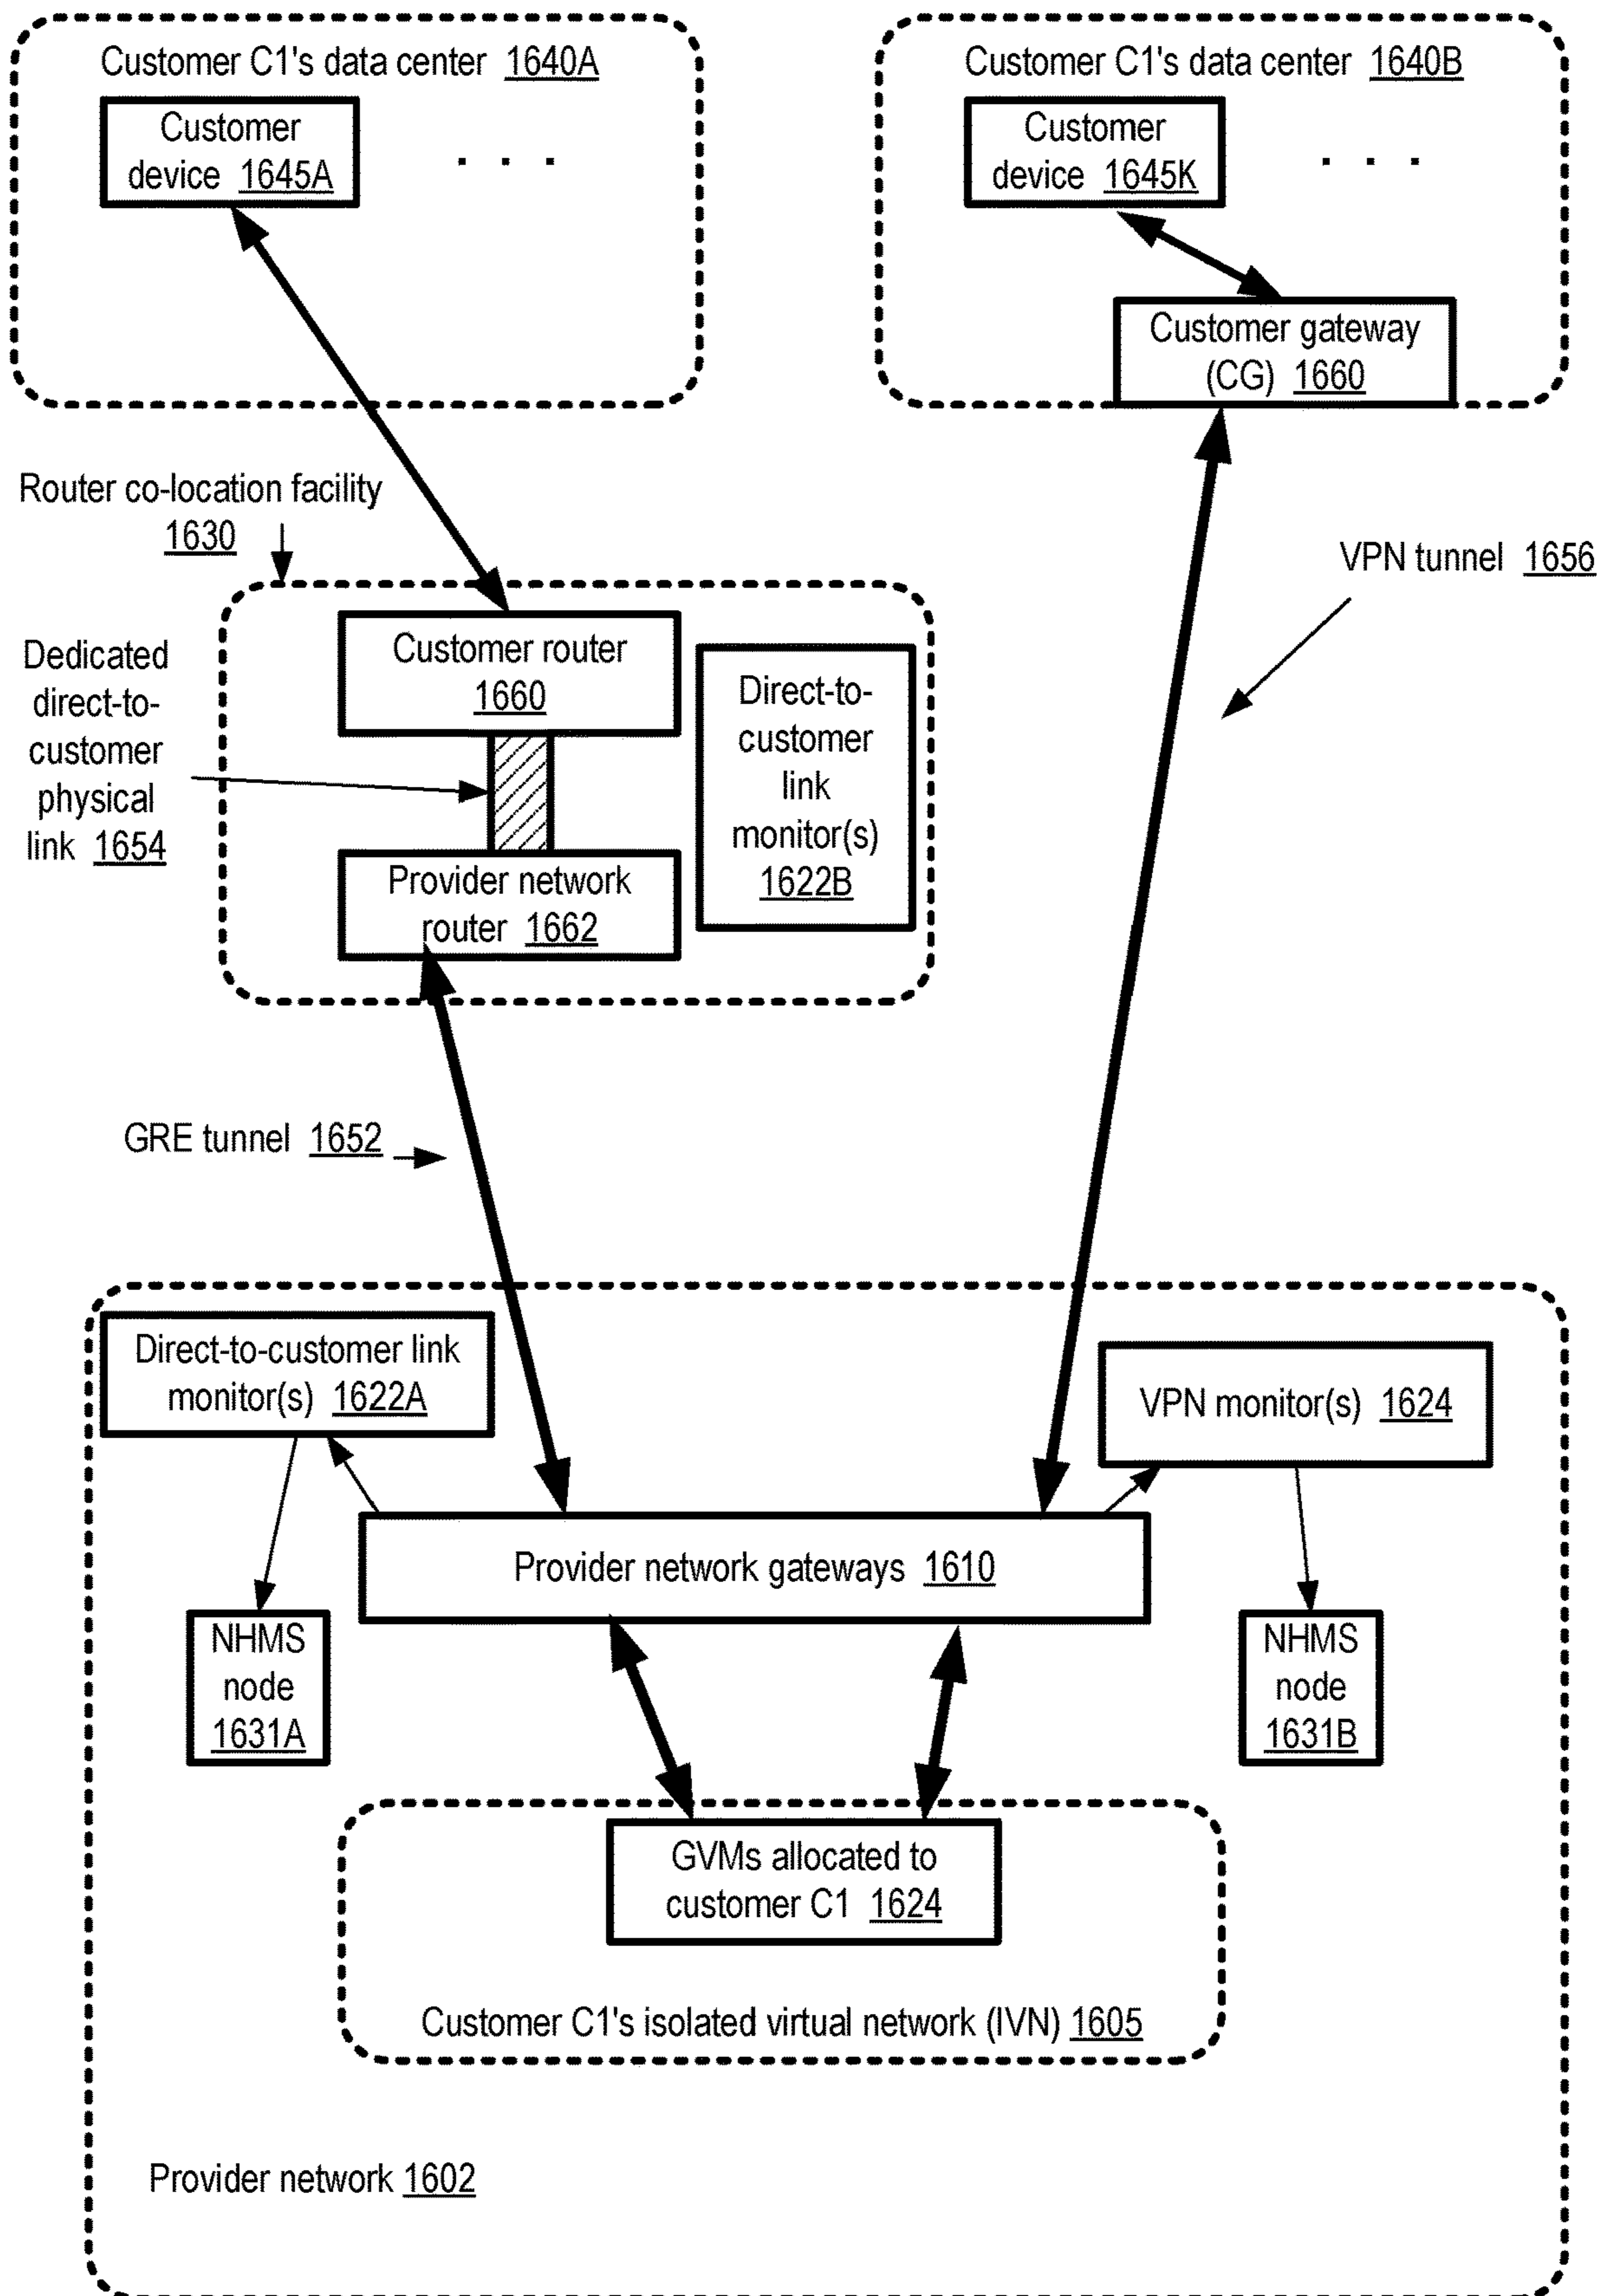 Customer C1's data center 1640A
Customer
device 1645A
. . .
Customer C1's data center 1640B
Customer
device 1645K
. . .
Customer gateway
(CG) 1660
Router co-location facility
1630
VPN tunnel 1656
Dedicated
direct-to-
customer
physical
link 1654
Customer router
1660
Direct-to-
customer
link
monitor(s)
1622B
Provider network
router 1662
GRE tunnel 1652
Direct-to-customer link
monitor(s) 1622A
VPN monitor(s) 1624
Provider network gateways 1610
NHMS
node
1631A
NHMS
node
1631B
GVMs allocated to
customer C1 1624
Customer C1's isolated virtual network (IVN) 1605
Provider network 1602